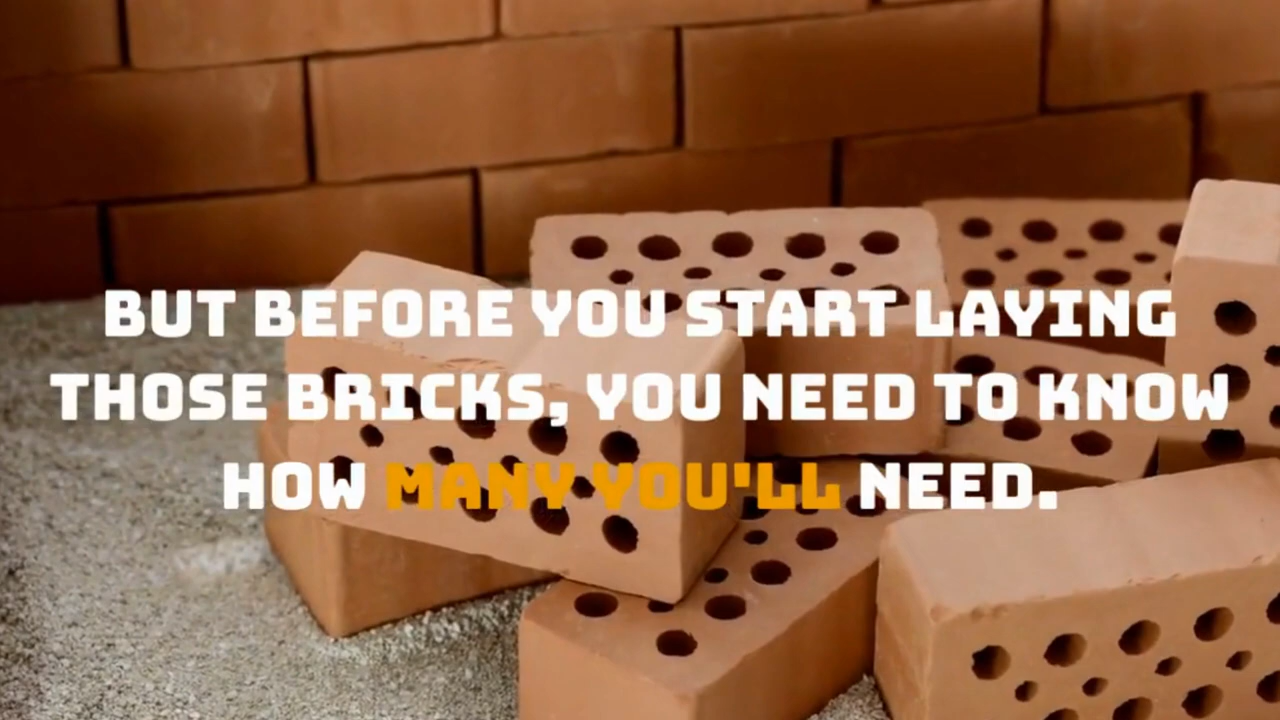 BUT BEFORE YOU START LAYING
THOSE BRICKS, YOU NEED TO KNOW
HOW MANY YOU'LL NEED.